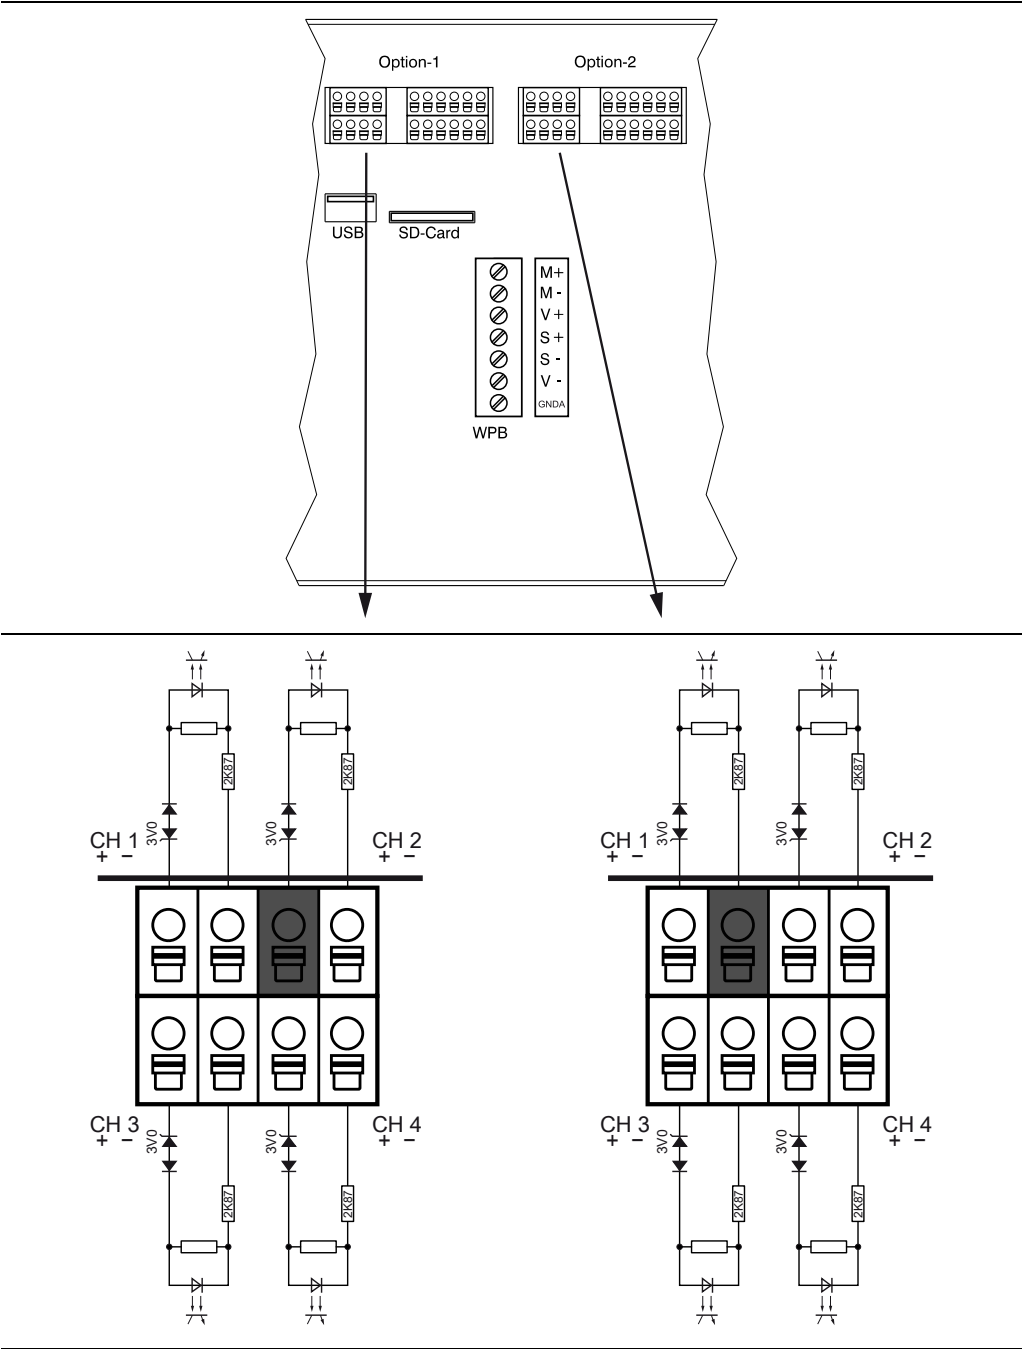 Option-1 Option-2
USB SD-Card
M+
M -
V +
S +
S -
V -
GNDA
WPB
2K87 2K87 2K87 2K87
3V0 3V0 3V0 3V0
CH 1 CH 2 CH 1 CH 2
+ - + - + - + -
CH 3 CH 4 CH 3 CH 4
+ - + - + - + -
3V0 3V0 3V0 3V0
2K87 2K87 2K87 2K87